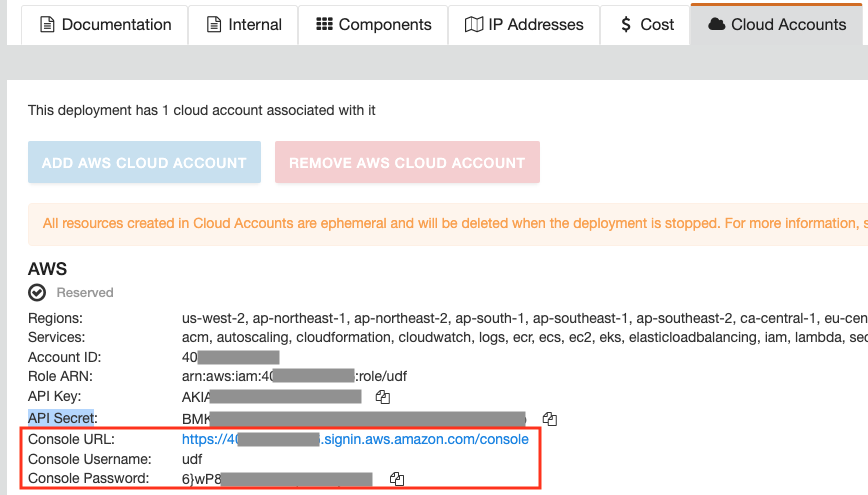 Documentation Internal Components IP Addresses Cost Cloud Accounts
This deployment has 1 cloud account associated with it
ADD AWS CLOUD ACCOUNT REMOVE AWS CLOUD ACCOUNT
All resources created in Cloud Accounts are ephemeral and will be deleted when the deployment is stopped. For more information, s
AWS
Reserved
Regions: us-west-2, ap-northeast-1, ap-northeast-2, ap-south-1, ap-southeast-1, ap-southeast-2, ca-central-1, eu-cen
Services: acm, autoscaling, cloudformation, cloudwatch, logs, ecr, ecs, ec2, eks, elasticloadbalancing, iam, lambda, sec
Account ID: 40
Role ARN: arn:aws:iam:40 :role/udf
API Key: AKIA
API Secret: BMK
Console URL: https://40 .signin.aws.amazon.com/console
Console Username: udf
Console Password: 6}wP8